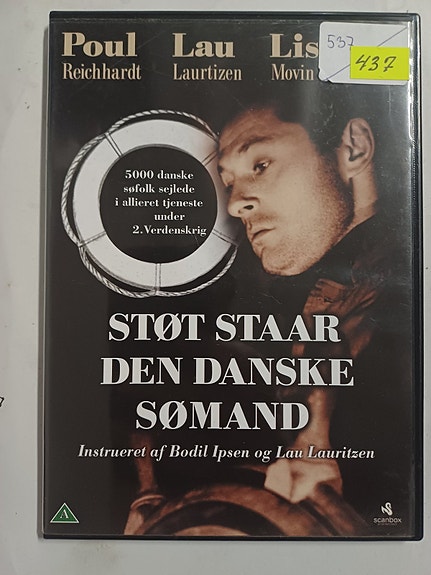 Poul Lau Lis
Reichhardt Laurtizen Movin
537
437
5000 danske
søfolk sejlede
i allieret tjeneste
under
2.Verdenskrig
STØT STAAR
DEN DANSKE
SØMAND
Instrueret af Bodil Ipsen og Lau Lauritzen
A
scanbox